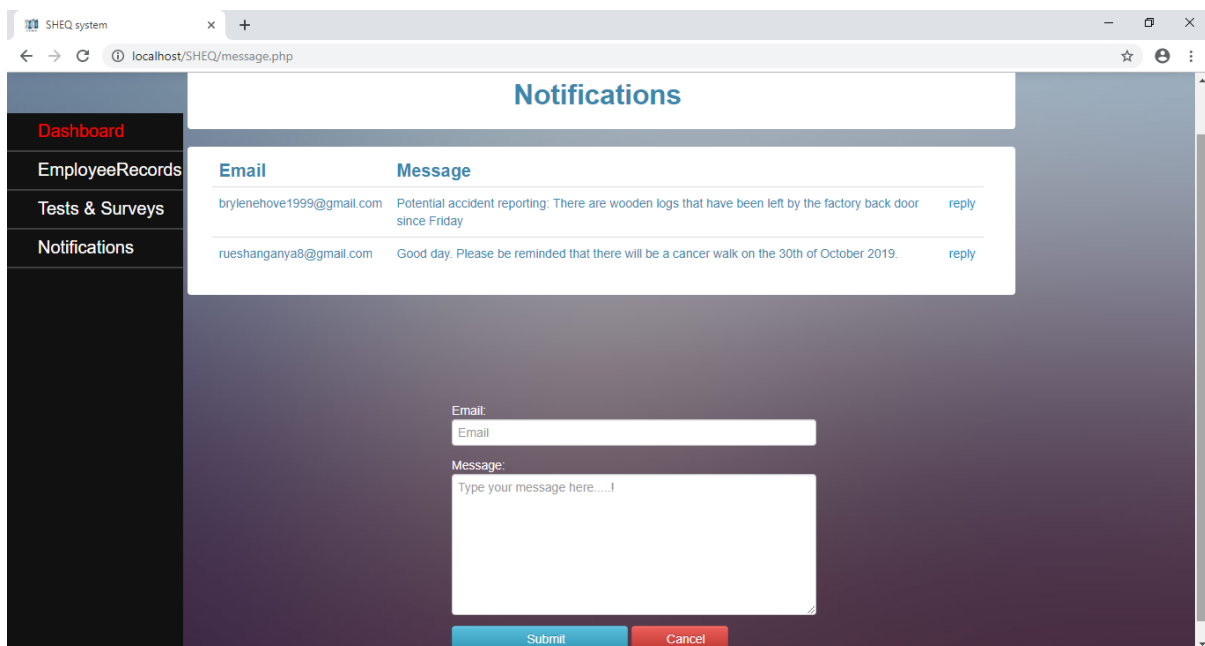 SHEQ system
localhost/SHEQ/message.php
Notifications
Dashboard
EmployeeRecords
Tests & Surveys
Notifications
Email Message
brylenehove1999@gmail.com Potential accident reporting: There are wooden logs that have been left by the factory back door reply
since Friday
rueshanganya8@gmail.com Good day. Please be reminded that there will be a cancer walk on the 30th of October 2019. reply
Email:
Email
Message:
Type your message here.....!
Submit Cancel